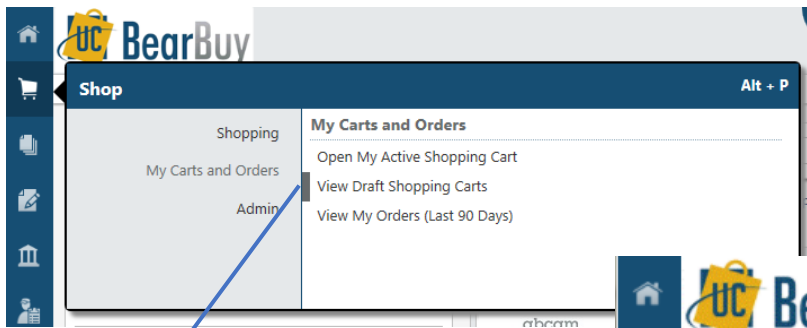 UC BearBuy
Shop Alt + P
Shopping
My Carts and Orders
Admin
My Carts and Orders
Open My Active Shopping Cart
View Draft Shopping Carts
View My Orders (Last 90 Days)
UC Be